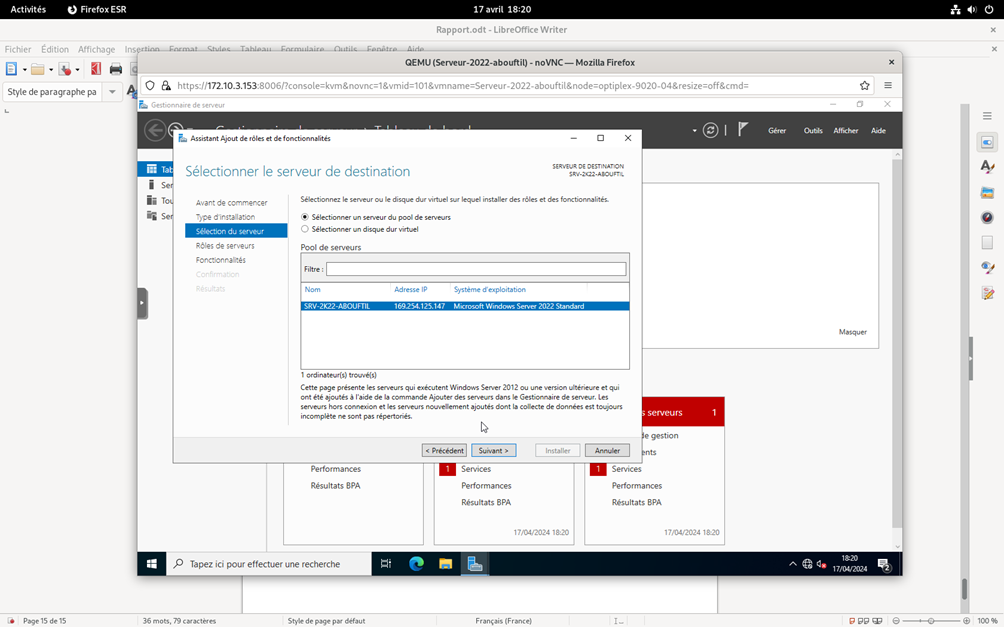 Activités
Firefox ESR
17 avril 18:20
Rapport.odt - LibreOffice Writer
Fichier Édition Affichage Insertion Format Styles Tableau Formulaire Outils Fenêtre Aide
QEMU (Serveur-2022-abouftil) - noVNC — Mozilla Firefox
https://172.10.3.153:8006/?console=kvm&novnc=1&vmid=101&vmname=Serveur-2022-abouftil&node=optiplex-9020-04&resize=off&cmd=
Style de paragraphe pa
Gestionnaire de serveur
Gérer Outils Afficher Aide
Assistant Ajout de rôles et de fonctionnalités
Sélectionner le serveur de destination
SERVEUR DE DESTINATION
SRV-2K22-ABOUFTIL
Avant de commencer
Type d'installation
Sélection du serveur
Rôles de serveurs
Fonctionnalités
Confirmation
Résultats
Sélectionnez le serveur ou le disque dur virtuel sur lequel installer des rôles et des fonctionnalités.
Sélectionner un serveur du pool de serveurs
Sélectionner un disque dur virtuel
Pool de serveurs
Filtre :
Nom Adresse IP Système d'exploitation
SRV-2K22-ABOUFTIL 169.254.125.147 Microsoft Windows Server 2022 Standard
1 ordinateur(s) trouvé(s)
Cette page présente les serveurs qui exécutent Windows Server 2012 ou une version ultérieure et qui
ont été ajoutés à l'aide de la commande Ajouter des serveurs dans le Gestionnaire de serveur. Les
serveurs hors connexion et les serveurs nouvellement ajoutés dont la collecte de données est toujours
incomplète ne sont pas répertoriés.
< Précédent Suivant > Installer Annuler
Masquer
serveurs 1
de gestion
Performances
Résultats BPA
1 Services
Performances
Résultats BPA
17/04/2024 18:20
1 Services
Performances
Résultats BPA
17/04/2024 18:20
Tapez ici pour effectuer une recherche
18:20
17/04/2024
2
Page 15 de 15
36 mots, 79 caractères
Style de page par défaut
Français (France)
100 %